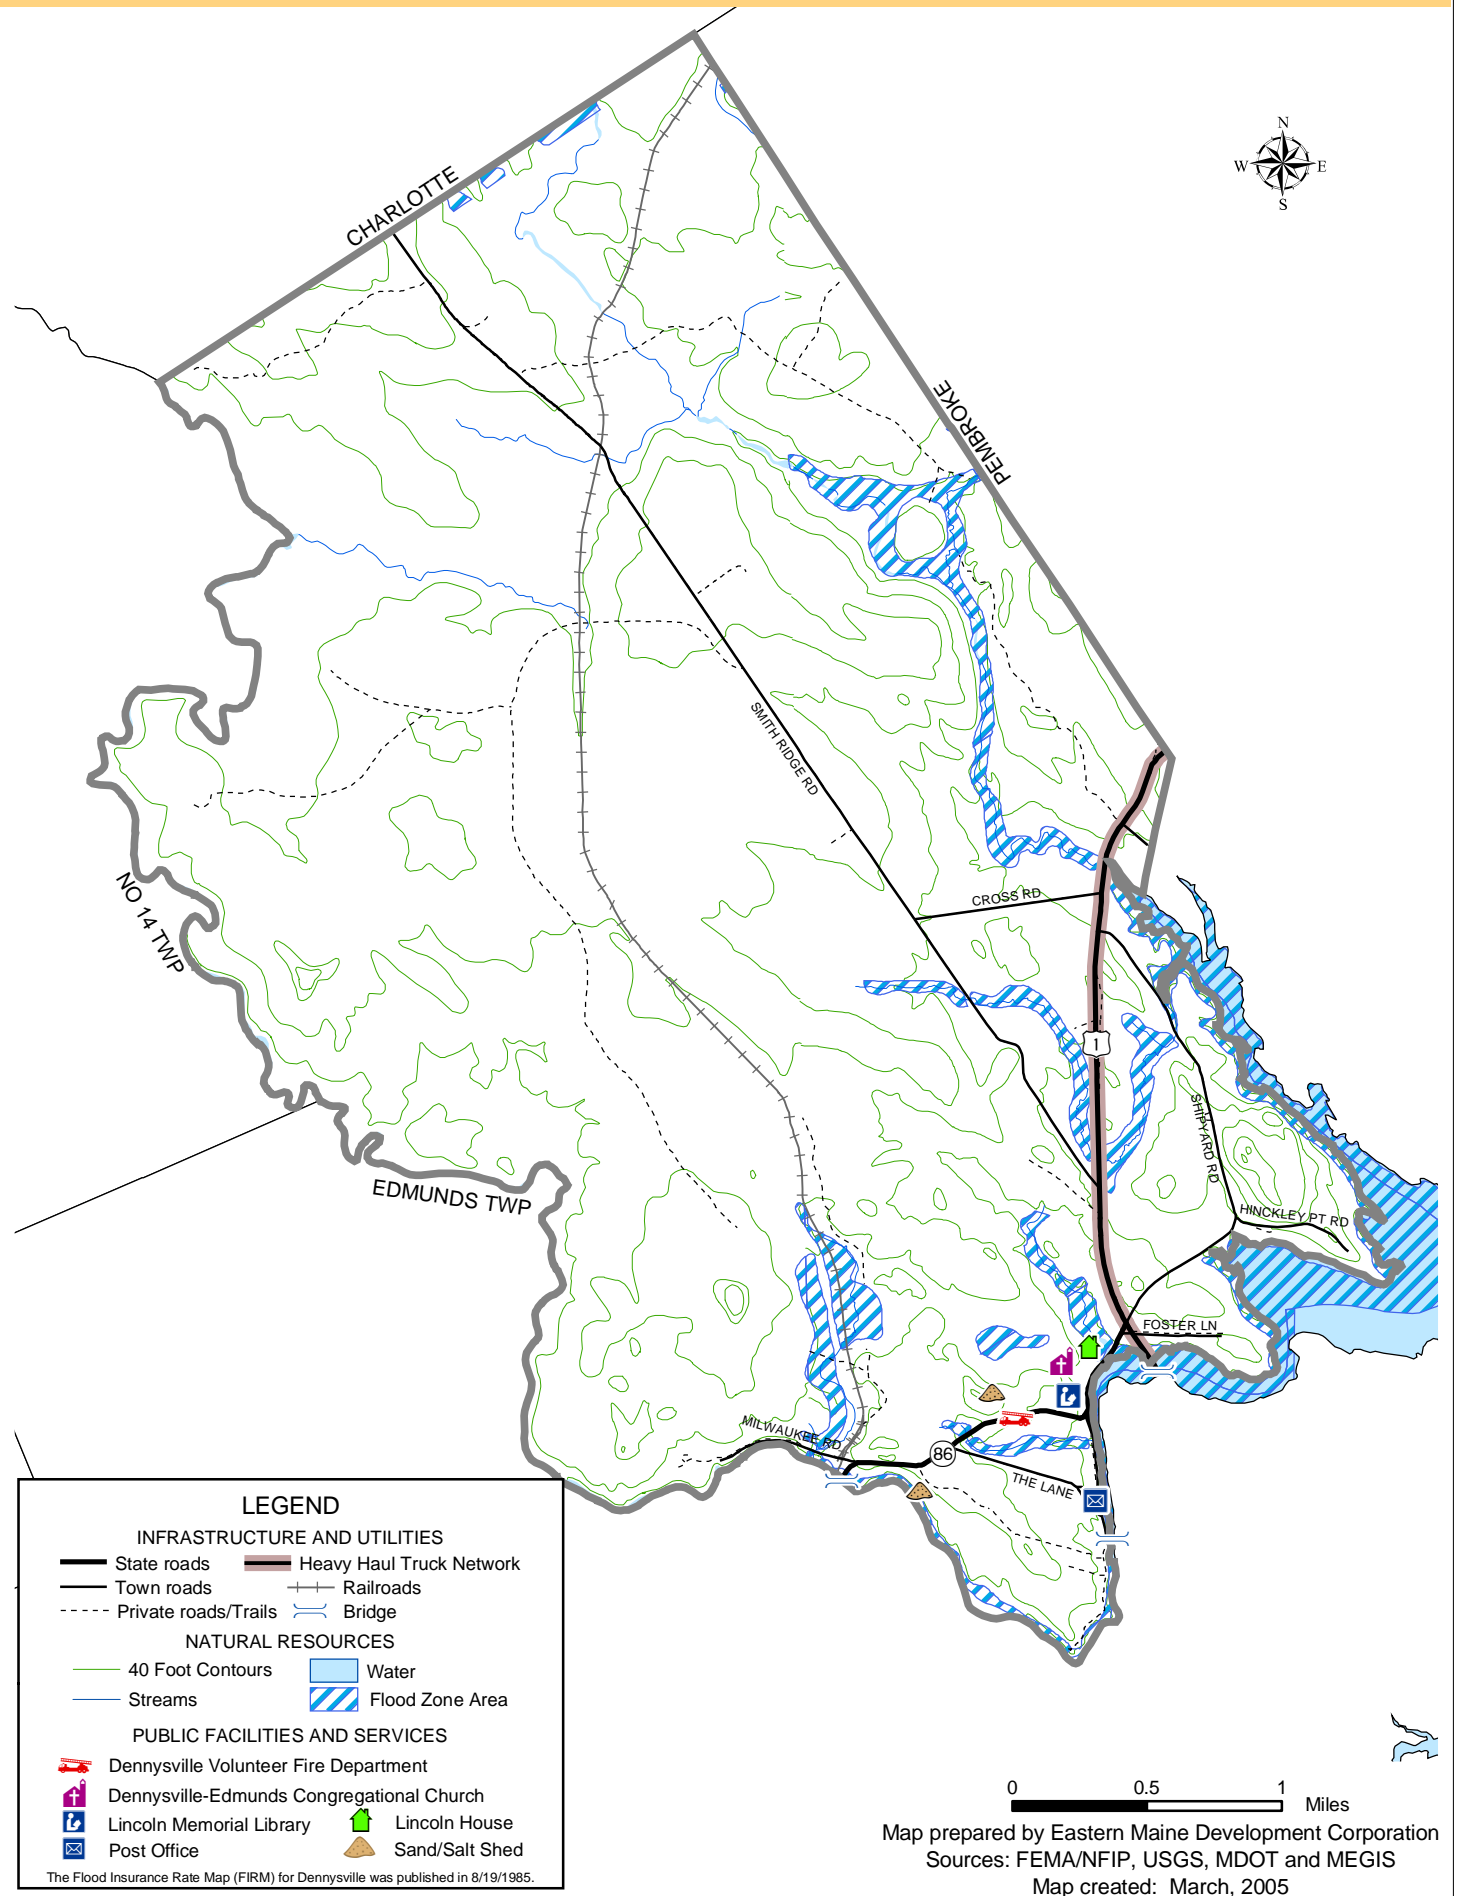 N
W
E
S
CHARLOTTE
PEMBROKE
SMITH RIDGE RD
CROSS RD
NO 14 TWP
1
SHIPYARD RD
EDMUNDS TWP
HINCKLEY PT RD
FOSTER LN
MILWAUKEE RD
86
THE LANE
LEGEND
INFRASTRUCTURE AND UTILITIES
State roads
Heavy Haul Truck Network
Town roads
Railroads
Private roads/Trails
Bridge
NATURAL RESOURCES
40 Foot Contours
Water
Streams
Flood Zone Area
PUBLIC FACILITIES AND SERVICES
Dennysville Volunteer Fire Department
Dennysville-Edmunds Congregational Church
Lincoln Memorial Library
Lincoln House
Post Office
Sand/Salt Shed
The Flood Insurance Rate Map (FIRM) for Dennysville was published in 8/19/1985.
0 0.5 1
Miles
Map prepared by Eastern Maine Development Corporation
Sources: FEMA/NFIP, USGS, MDOT and MEGIS
Map created: March, 2005